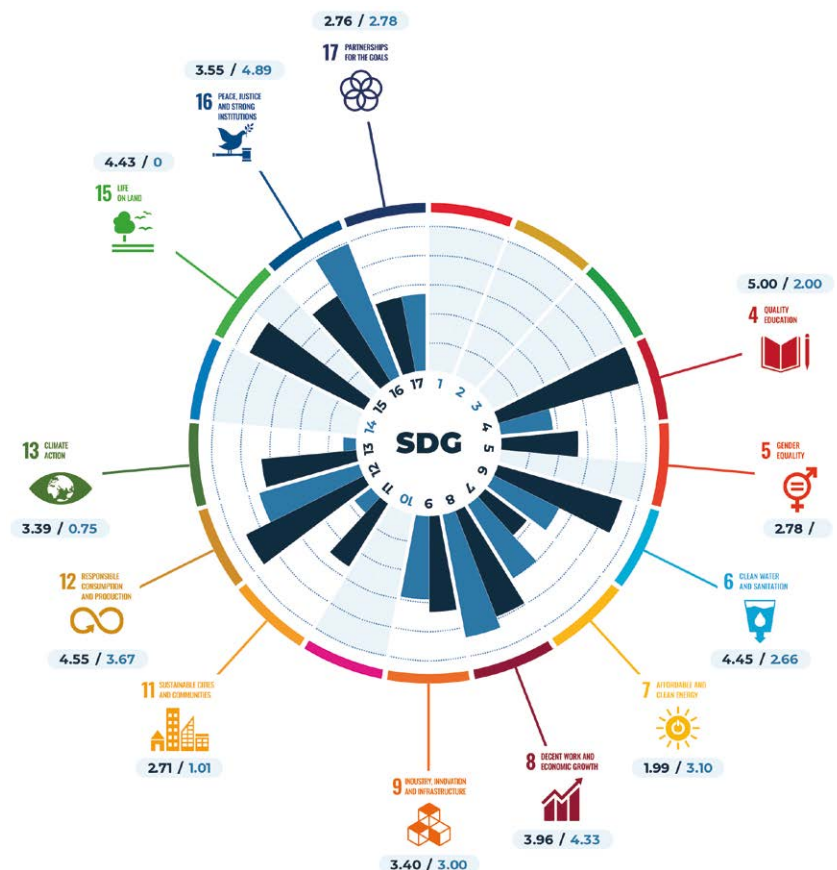 2.76 / 2.78
17 PARTNERSHIPS
FOR THE GOALS
3.55 / 4.89
16 PEACE, JUSTICE
AND STRONG
INSTITUTIONS
4.43 / 0
15 LIFE
ON LAND
5.00 / 2.00
4 QUALITY
EDUCATION
5 GENDER
EQUALITY
2.78 /
6 CLEAN WATER
AND SANITATION
4.45 / 2.66
7 AFFORDABLE AND
CLEAN ENERGY
1.99 / 3.10
8 DECENT WORK AND
ECONOMIC GROWTH
3.96 / 4.33
9 INDUSTRY, INNOVATION
AND INFRASTRUCTURE
3.40 / 3.00
11 SUSTAINABLE CITIES
AND COMMUNITIES
2.71 / 1.01
12 RESPONSIBLE
CONSUMPTION
AND PRODUCTION
4.55 / 3.67
13 CLIMATE
ACTION
3.39 / 0.75
SDG
1
2
3
4
5
6
7
8
9
10
11
12
13
14
15
16
17